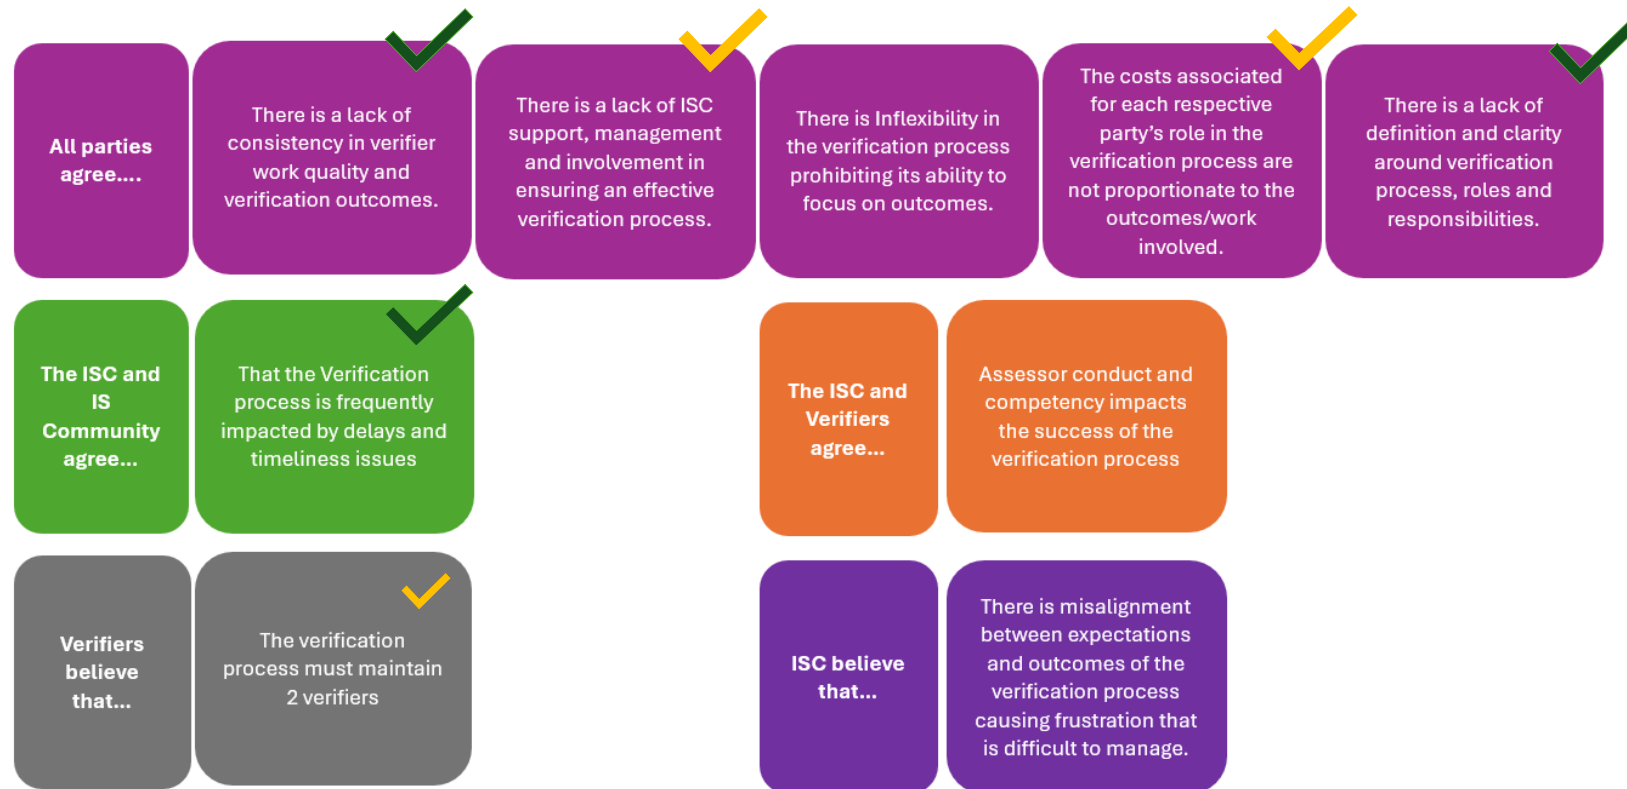 All parties
agree....
There is a lack of
consistency in verifier
work quality and
verification outcomes.
There is a lack of ISC
support, management
and involvement in
ensuring an effective
verification process.
There is Inflexibility in
the verification process
prohibiting its ability to
focus on outcomes.
The costs associated
for each respective
party’s role in the
verification process are
not proportionate to the
outcomes/work
involved.
There is a lack of
definition and clarity
around verification
process, roles and
responsibilities.
The ISC and
IS
Community
agree...
That the Verification
process is frequently
impacted by delays and
timeliness issues
The ISC and
Verifiers
agree...
Assessor conduct and
competency impacts
the success of the
verification process
Verifiers
believe
that...
The verification
process must maintain
2 verifiers
ISC believe
that...
There is misalignment
between expectations
and outcomes of the
verification process
causing frustration that
is difficult to manage.